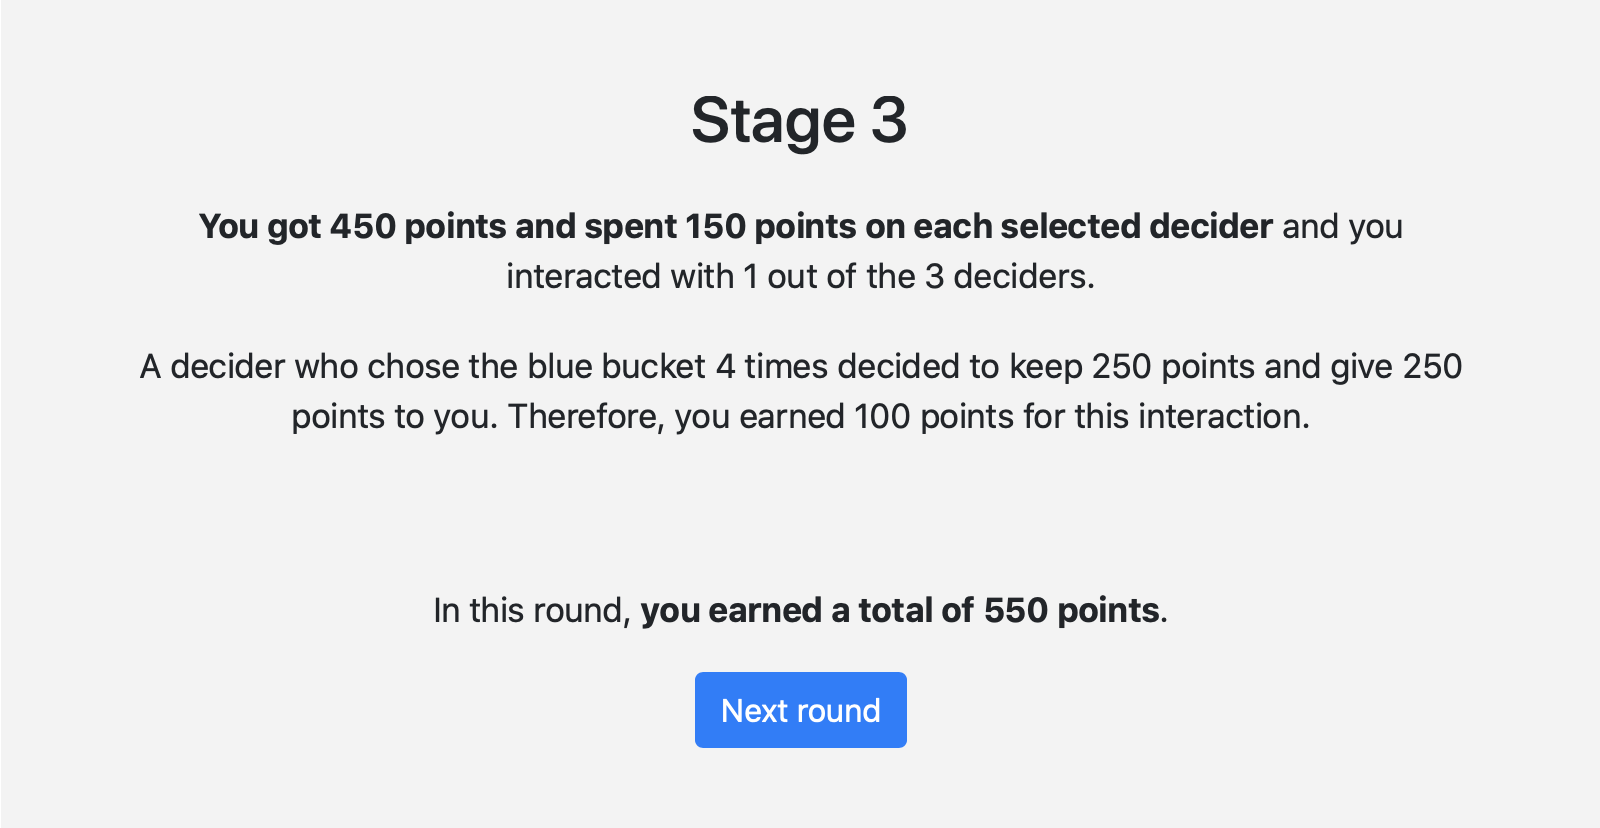 Stage 3
You got 450 points and spent 150 points on each selected decider and you
interacted with 1 out of the 3 deciders.
A decider who chose the blue bucket 4 times decided to keep 250 points and give 250
points to you. Therefore, you earned 100 points for this interaction.
In this round, you earned a total of 550 points.
Next round